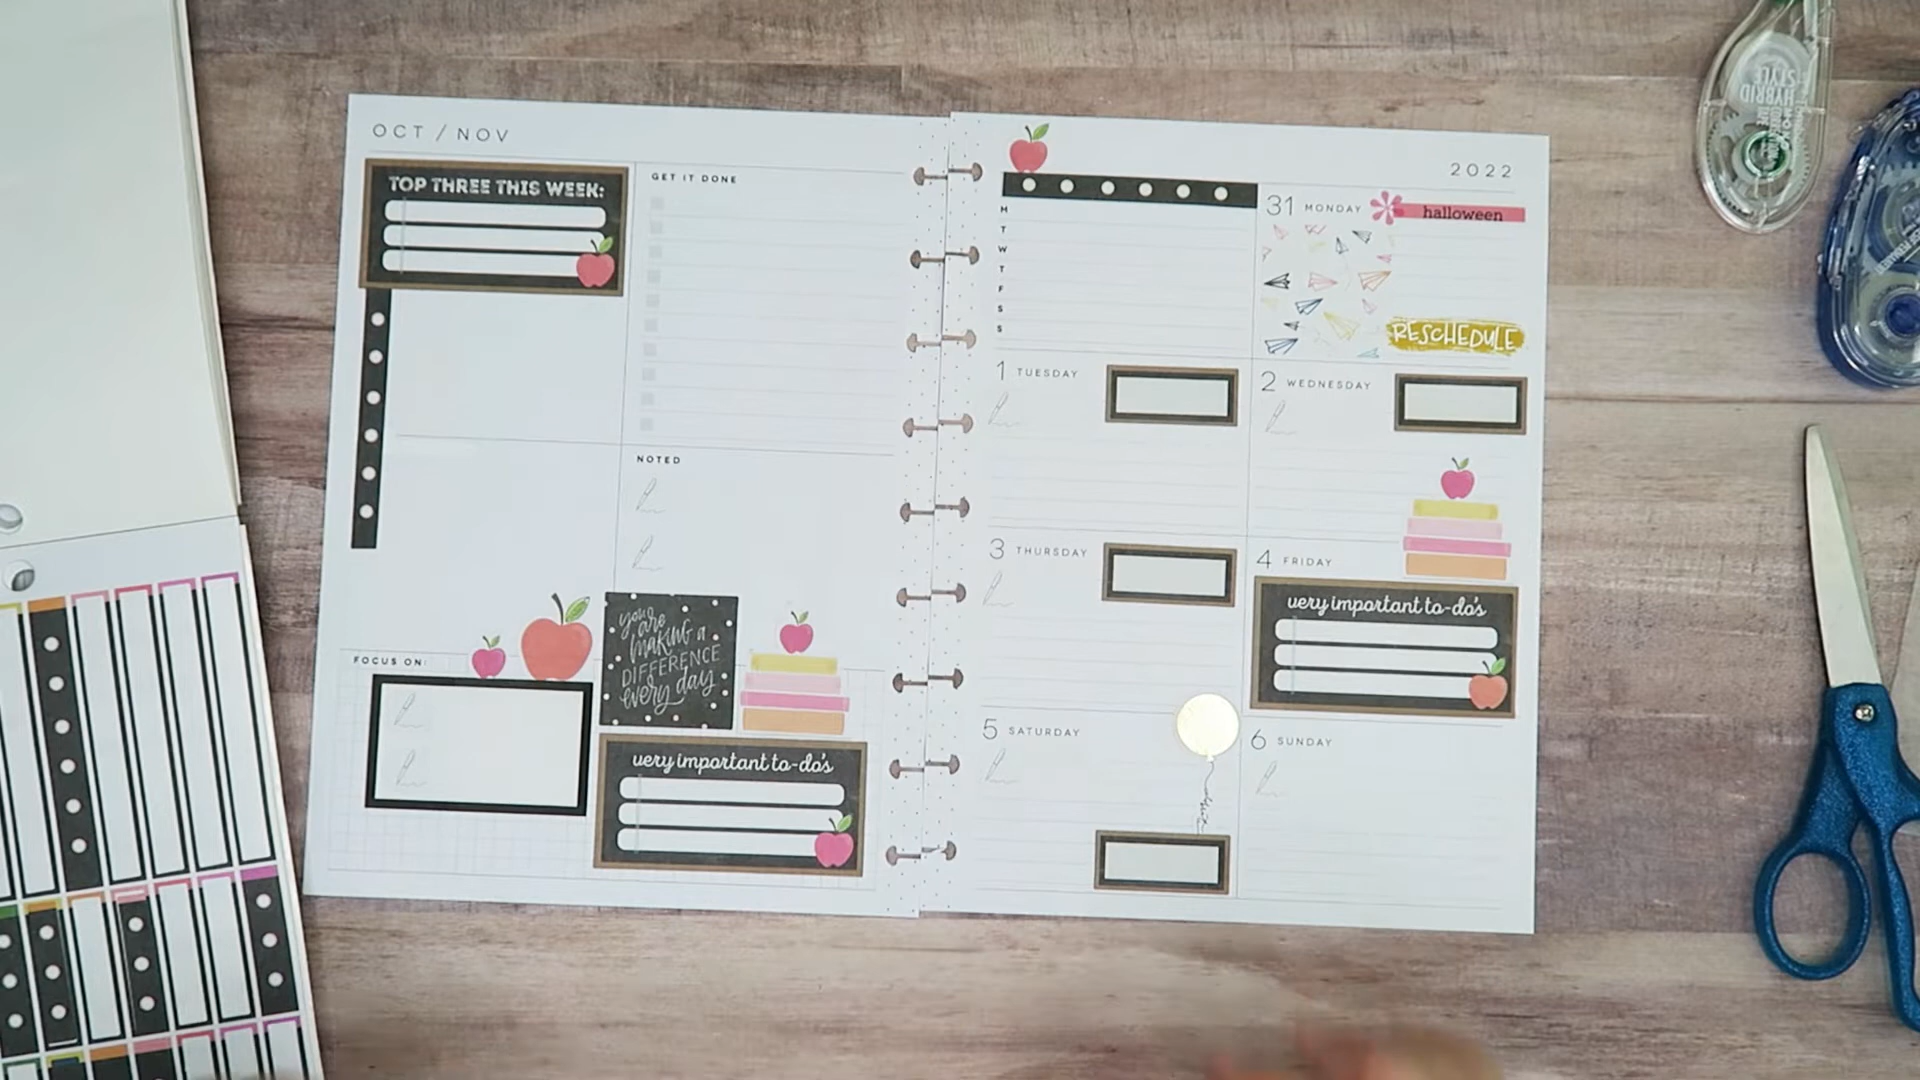 OCT / NOV
TOP THREE THIS WEEK:
GET IT DONE
NOTED
FOCUS ON:
you
are
making a
DIFFERENCE
every day
very important to-do's
2022
M
T
W
T
F
S
S
31 MONDAY
halloween
RESCHEDULE
1 TUESDAY
2 WEDNESDAY
3 THURSDAY
4 FRIDAY
very important to-do's
5 SATURDAY
6 SUNDAY
HYBRID
STYLE